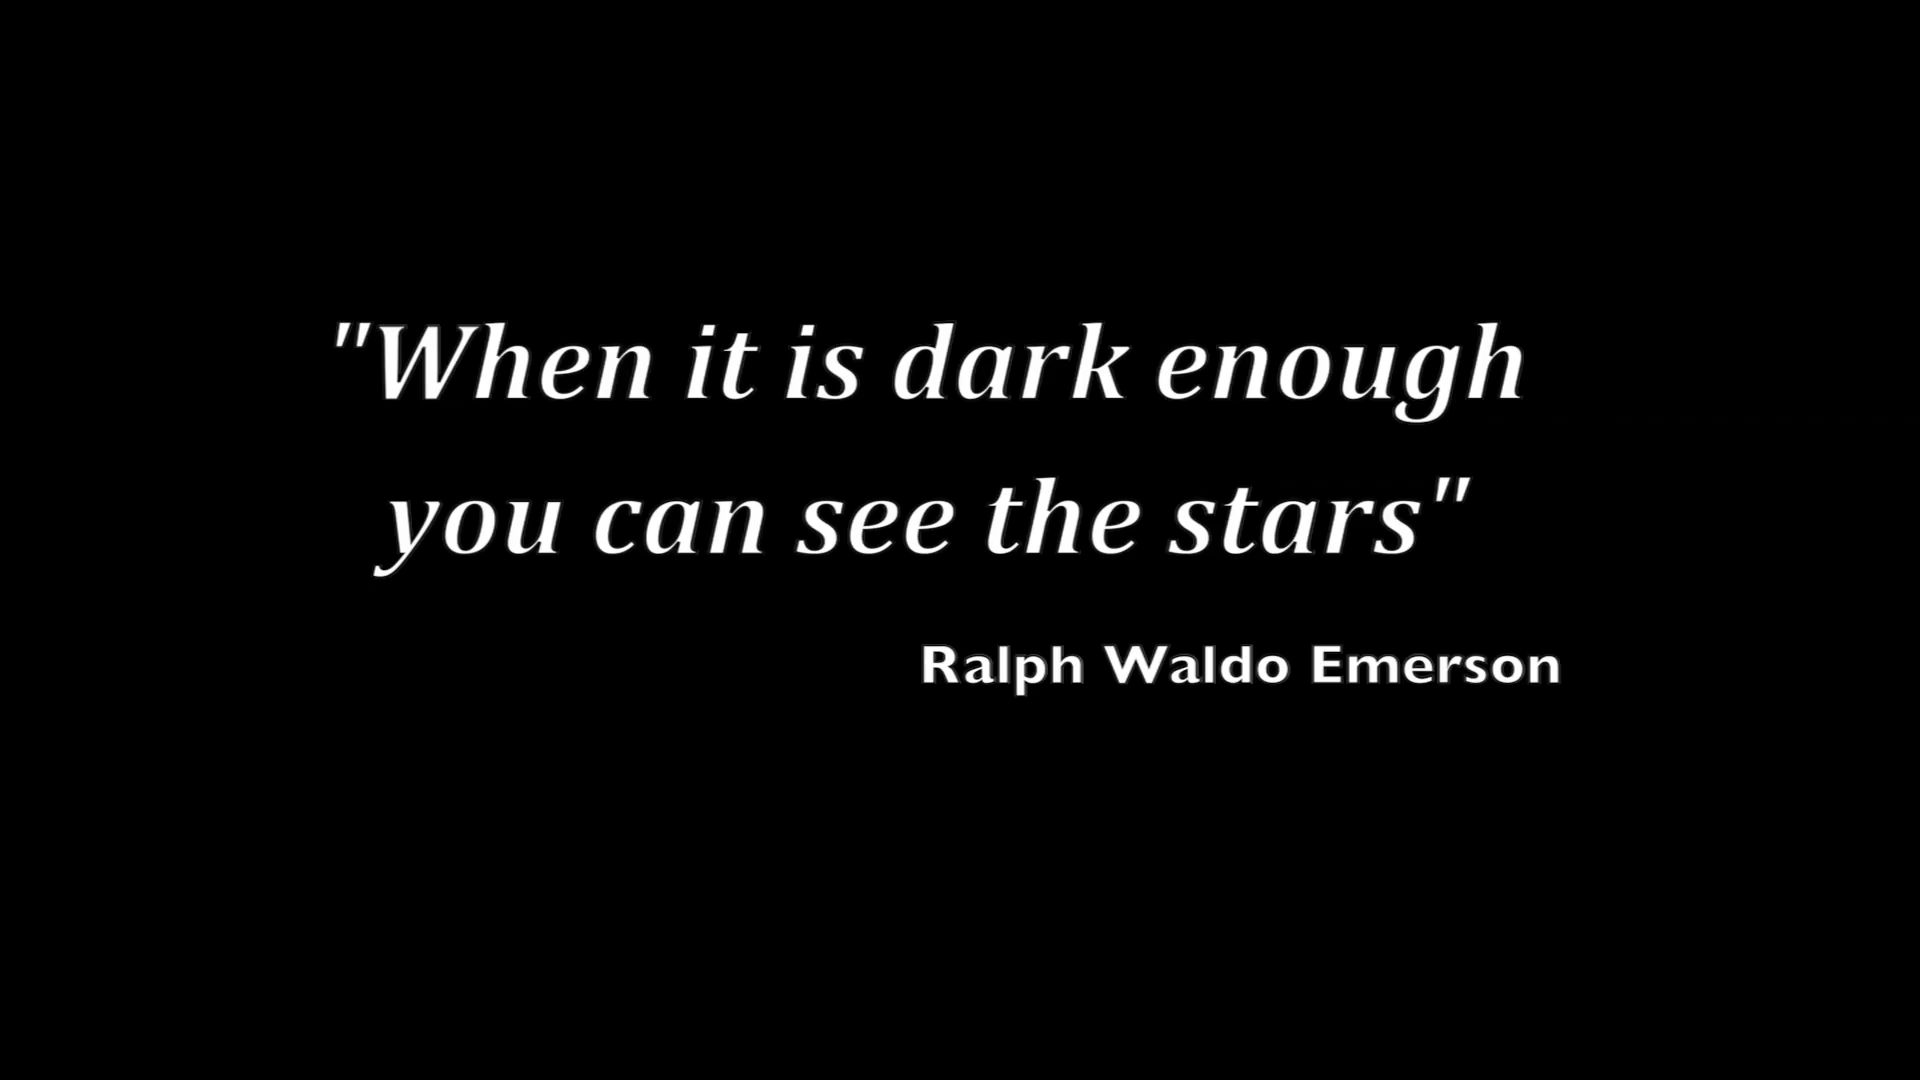 "When it is dark enough
you can see the stars"
Ralph Waldo Emerson